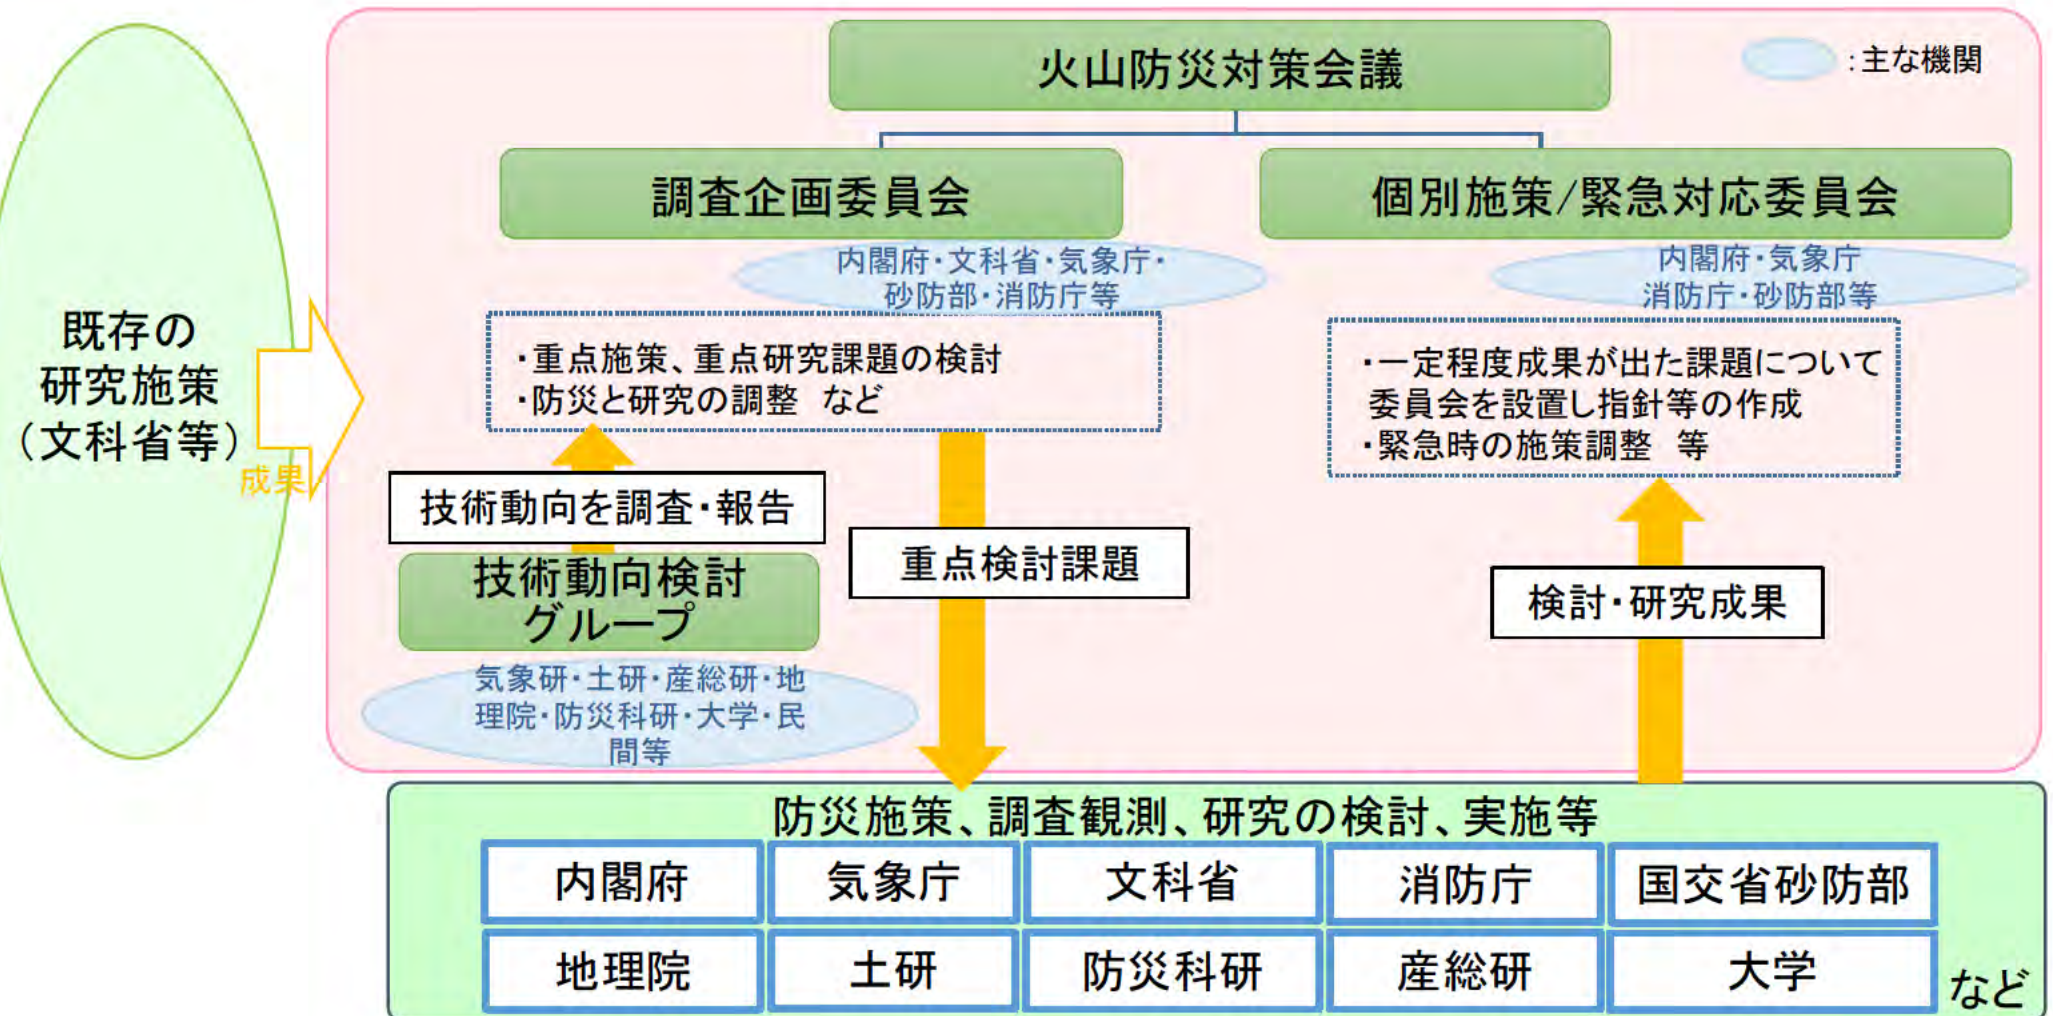 火山防災対策会議
:主な機関
調査企画委員会
個別施策/緊急対応委員会
内閣府・文科省・気象庁・
砂防部・消防庁等
内閣府・気象庁
消防庁・砂防部等
既存の
研究施策
(文科省等)
成果
・重点施策、重点研究課題の検討
・防災と研究の調整 など
・一定程度成果が出た課題について
委員会を設置し指針等の作成
・緊急時の施策調整 等
技術動向を調査・報告
重点検討課題
検討・研究成果
技術動向検討
グループ
気象研・土研・産総研・地
理院・防災科研・大学・民
間等
防災施策、調査観測、研究の検討、実施等
内閣府
気象庁
文科省
消防庁
国交省砂防部
地理院
土研
防災科研
産総研
大学
など